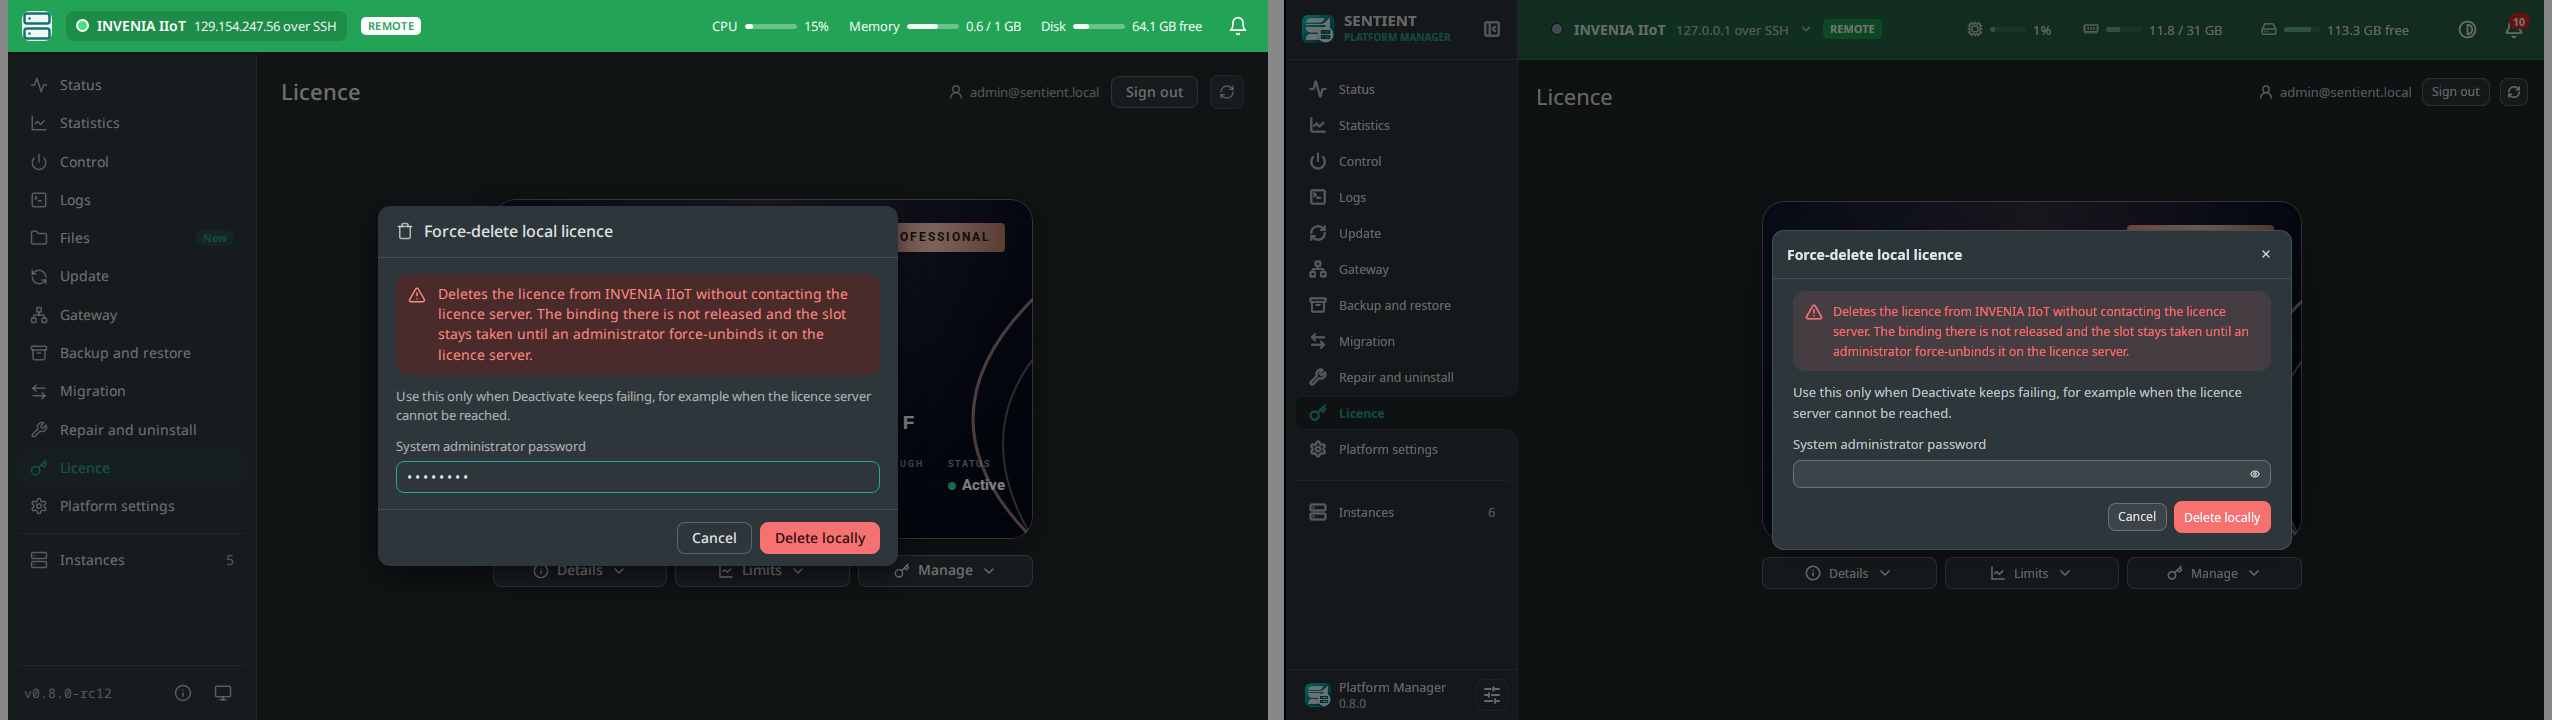 INVENIA IIoT 129.154.247.56 over SSH REMOTE CPU 15% Memory 0.6 / 1 GB Disk 64.1 GB free
Status
Statistics
Control
Logs
Files New
Update
Gateway
Backup and restore
Migration
Repair and uninstall
Licence
Platform settings
Instances 5
v0.8.0-rc12
Licence
admin@sentient.local Sign out
OFESSIONAL
Force-delete local licence
Deletes the licence from INVENIA IIoT without contacting the
licence server. The binding there is not released and the slot
stays taken until an administrator force-unbinds it on the
licence server.
Use this only when Deactivate keeps failing, for example when the licence server
cannot be reached.
System administrator password
••••••••
Cancel Delete locally
F
UGH STATUS
Active
Details Limits Manage
SENTIENT
PLATFORM MANAGER
INVENIA IIoT 127.0.0.1 over SSH REMOTE 1% 11.8 / 31 GB 113.3 GB free 10
Status
Statistics
Control
Logs
Update
Gateway
Backup and restore
Migration
Repair and uninstall
Licence
Platform settings
Instances 6
Platform Manager
0.8.0
Licence
admin@sentient.local Sign out
Force-delete local licence ×
Deletes the licence from INVENIA IIoT without contacting the licence
server. The binding there is not released and the slot stays taken until an
administrator force-unbinds it on the licence server.
Use this only when Deactivate keeps failing, for example when the licence
server cannot be reached.
System administrator password
Cancel Delete locally
Details Limits Manage